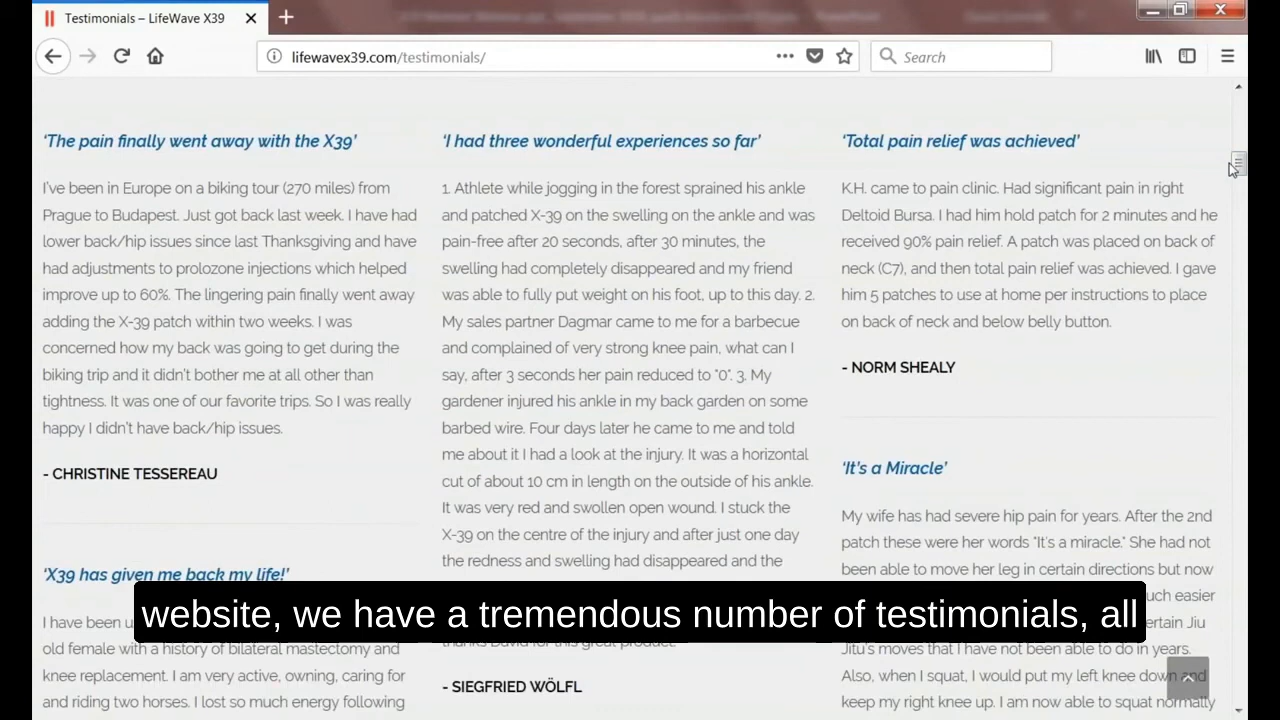 Testimonials – LifeWave X39
lifewavex39.com/testimonials/
Search
‘The pain finally went away with the X39’
I’ve been in Europe on a biking tour (270 miles) from
Prague to Budapest. Just got back last week. I have had
lower back/hip issues since last Thanksgiving and have
had adjustments to prolozone injections which helped
improve up to 60%. The lingering pain finally went away
adding the X-39 patch within two weeks. I was
concerned how my back was going to get during the
biking trip and it didn’t bother me at all other than
tightness. It was one of our favorite trips. So I was really
happy I didn’t have back/hip issues.
- CHRISTINE TESSEREAU
‘X39 has given me back my life!’
I have been
old female with a history of bilateral mastectomy and
knee replacement. I am very active, owning, caring for
and riding two horses. I lost so much energy following
‘I had three wonderful experiences so far’
1. Athlete while jogging in the forest sprained his ankle
and patched X-39 on the swelling on the ankle and was
pain-free after 20 seconds, after 30 minutes, the
swelling had completely disappeared and my friend
was able to fully put weight on his foot, up to this day. 2.
My sales partner Dagmar came to me for a barbecue
and complained of very strong knee pain, what can I
say, after 3 seconds her pain reduced to "0". 3. My
gardener injured his ankle in my back garden on some
barbed wire. Four days later he came to me and told
me about it I had a look at the injury. It was a horizontal
cut of about 10 cm in length on the outside of his ankle.
It was very red and swollen open wound. I stuck the
X-39 on the centre of the injury and after just one day
the redness and swelling had disappeared and the
thanks David for this great product.
- SIEGFRIED WÖLFL
‘Total pain relief was achieved’
K.H. came to pain clinic. Had significant pain in right
Deltoid Bursa. I had him hold patch for 2 minutes and he
received 90% pain relief. A patch was placed on back of
neck (C7), and then total pain relief was achieved. I gave
him 5 patches to use at home per instructions to place
on back of neck and below belly button.
- NORM SHEALY
‘It’s a Miracle’
My wife has had severe hip pain for years. After the 2nd
patch these were her words "It’s a miracle." She had not
been able to move her leg in certain directions but now
easier
Jiu
Jitu’s moves that I have not been able to do in years.
Also, when I squat, I would put my left knee down and
keep my right knee up. I am now able to squat normally
website, we have a tremendous number of testimonials, all